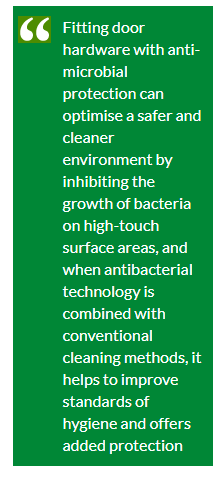 Fitting door
hardware with anti-
microbial
protection can
optimise a safer and
cleaner
environment by
inhibiting the
growth of bacteria
on high-touch
surface areas, and
when antibacterial
technology is
combined with
conventional
cleaning methods, it
helps to improve
standards of
hygiene and offers
added protection